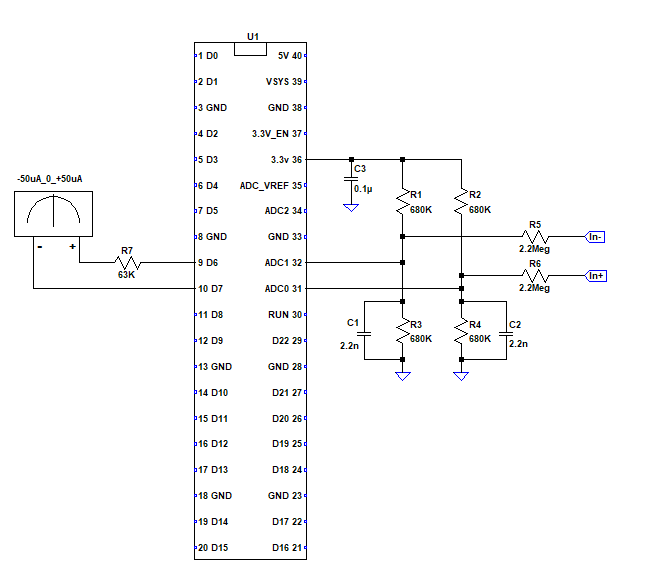 U1
1 D0
5V 40
2 D1
VSYS 39
3 GND
GND 38
4 D2
3.3V_EN 37
5 D3
3.3v 36
6 D4
ADC_VREF 35
7 D5
ADC2 34
8 GND
GND 33
9 D6
ADC1 32
10 D7
ADC0 31
11 D8
RUN 30
12 D9
D22 29
13 GND
GND 28
14 D10
D21 27
15 D11
D20 26
16 D12
D19 25
17 D13
D18 24
18 GND
GND 23
19 D14
D17 22
20 D15
D16 21
-50uA_0_+50uA
-
+
R7
63K
C3
0.1µ
R1
680K
R2
680K
R5
2.2Meg
In-
R6
2.2Meg
In+
C1
2.2n
R3
680K
R4
680K
C2
2.2n